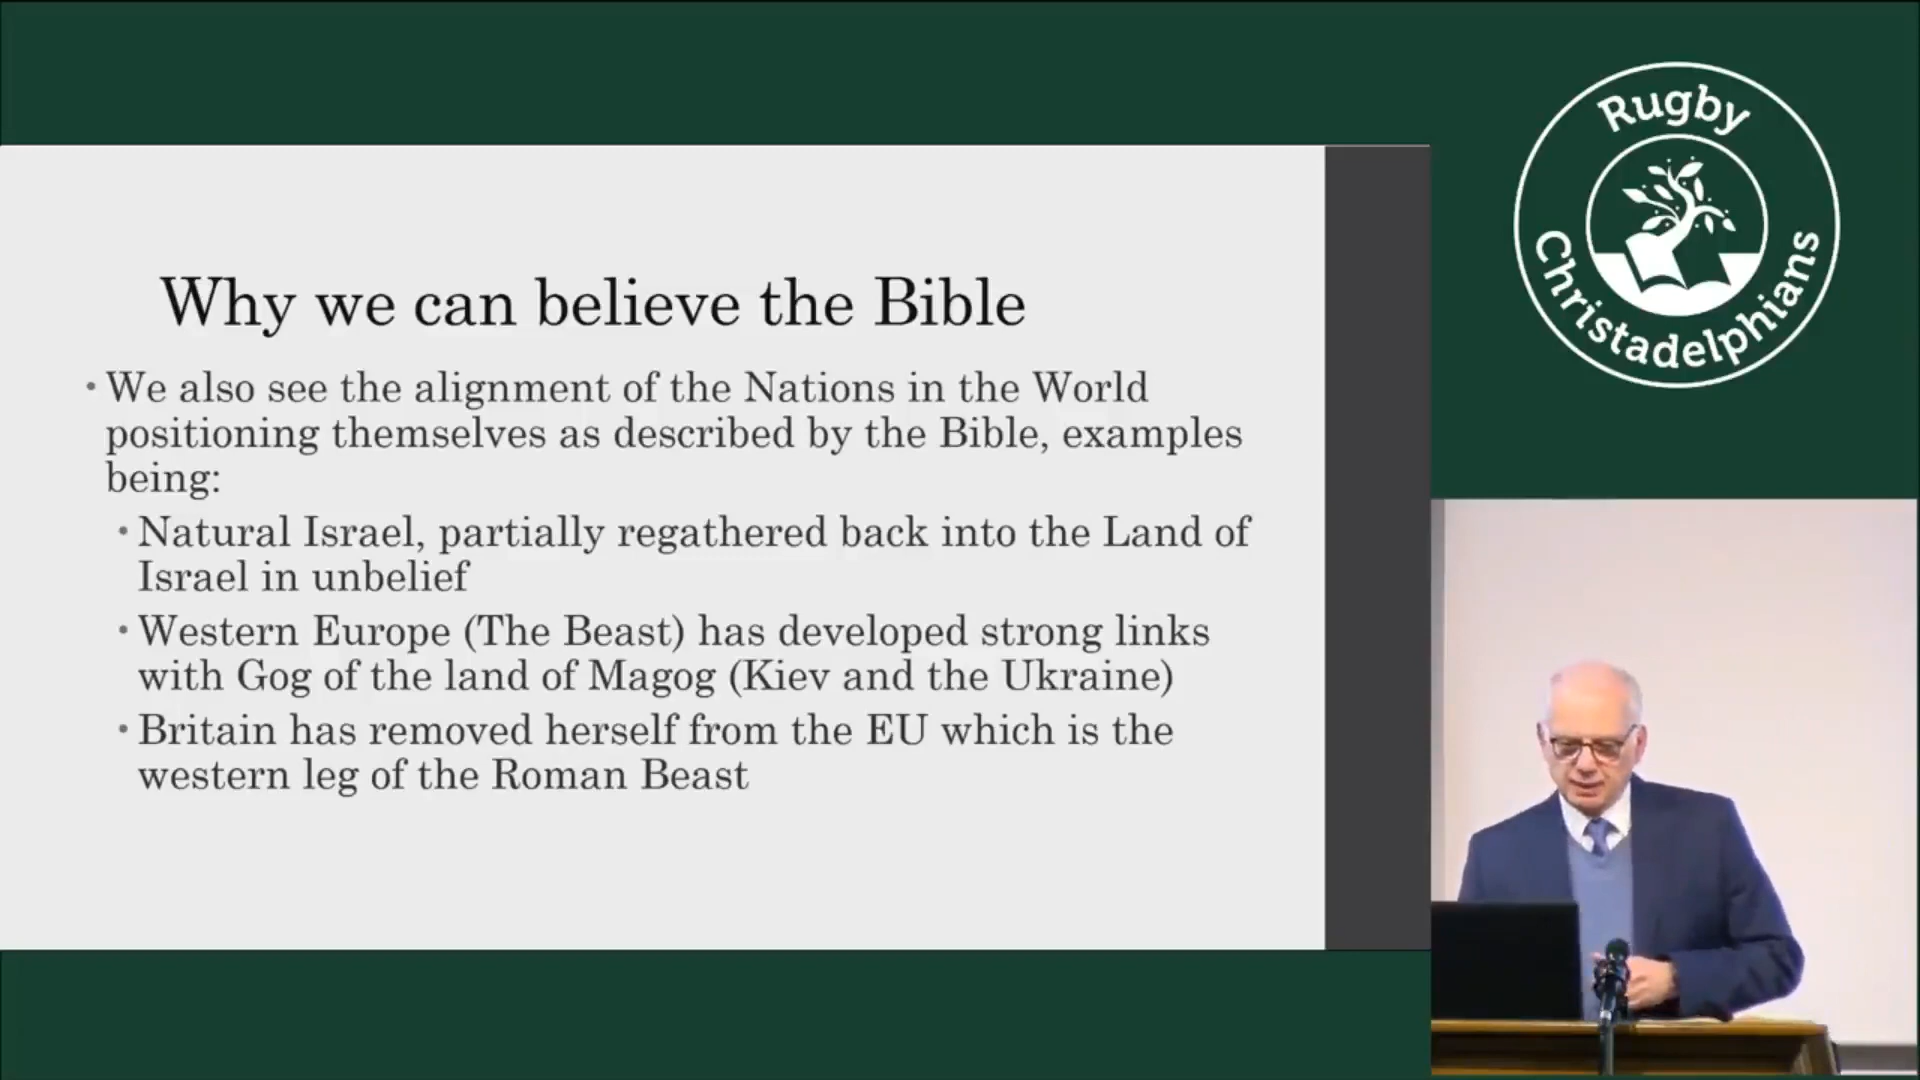 Why we can believe the Bible
• We also see the alignment of the Nations in the World
positioning themselves as described by the Bible, examples
being:
• Natural Israel, partially regathered back into the Land of
Israel in unbelief
• Western Europe (The Beast) has developed strong links
with Gog of the land of Magog (Kiev and the Ukraine)
• Britain has removed herself from the EU which is the
western leg of the Roman Beast
Rugby
Christadelphians